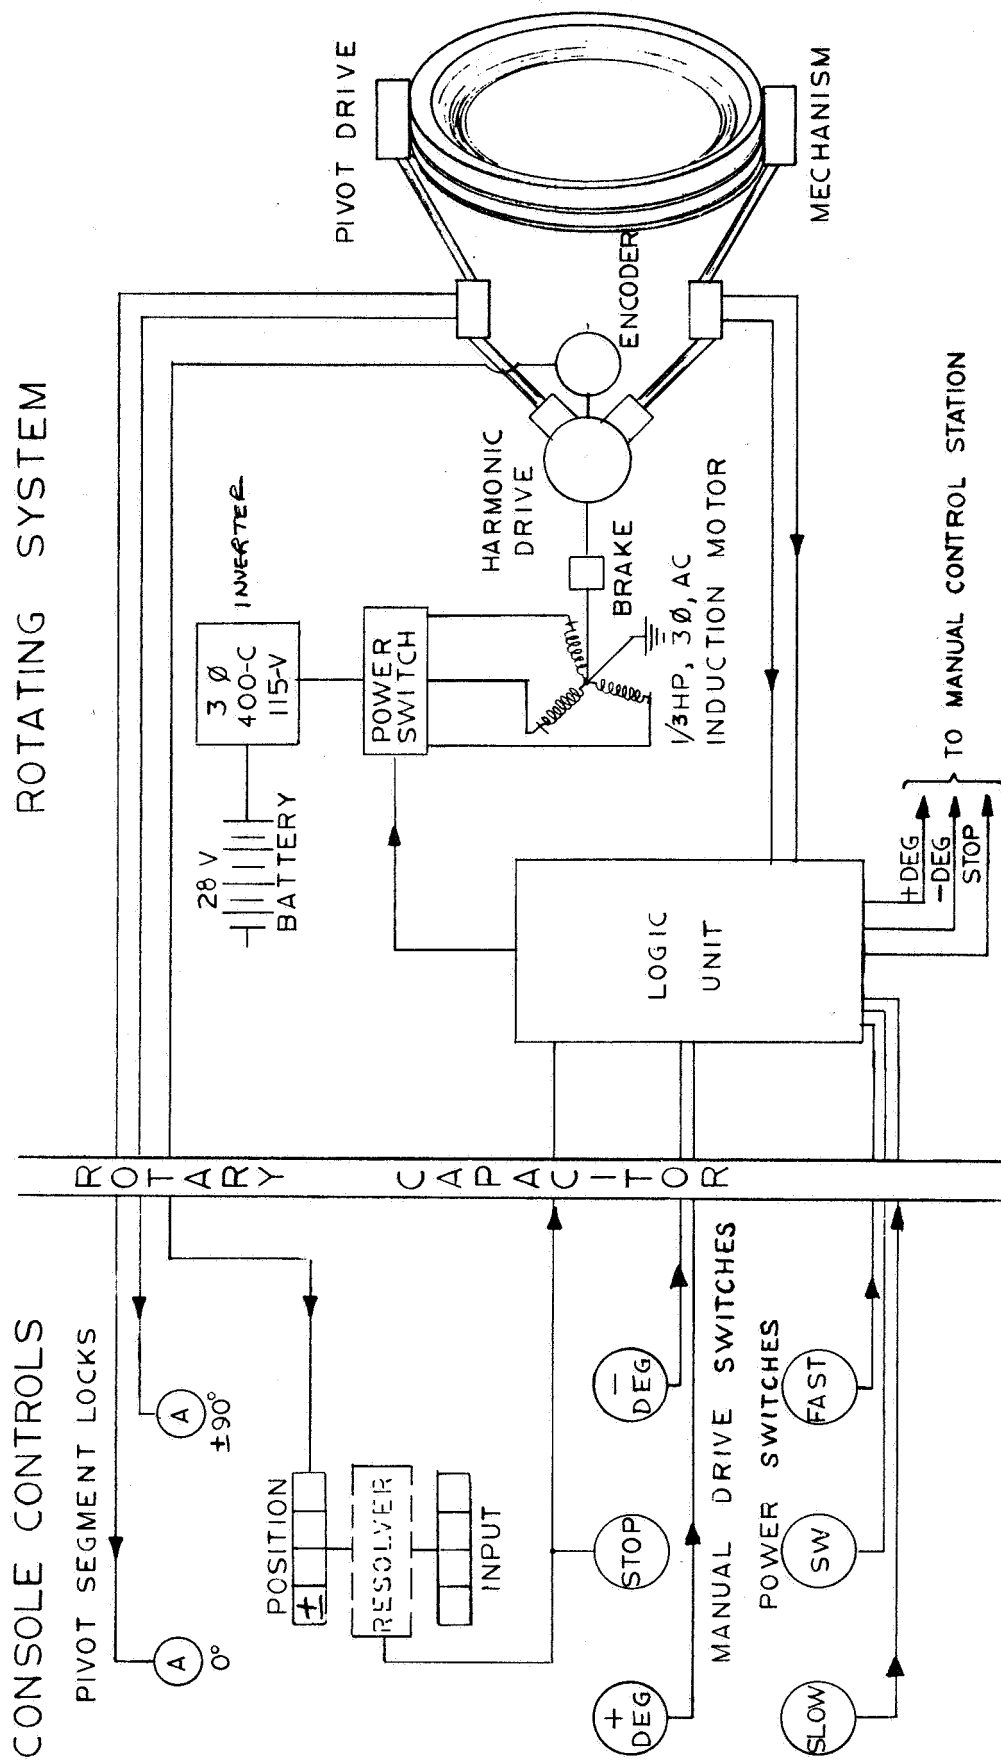 CONSOLE CONTROLS
ROTATING SYSTEM
PIVOT SEGMENT LOCKS
A
0°
A
±90°
POSITION
±
RESOLVER
INPUT
+
DEG
STOP
−
DEG
MANUAL DRIVE SWITCHES
POWER SWITCHES
SLOW
SW
FAST
ROTARY CAPACITOR
28 V
BATTERY
3 Ø
400-C
115-V
INVERTER
POWER
SWITCH
LOGIC
UNIT
HARMONIC
DRIVE
BRAKE
1/3HP, 3Ø, AC
INDUCTION MOTOR
ENCODER
PIVOT DRIVE
MECHANISM
+DEG
−DEG
STOP
TO MANUAL CONTROL STATION